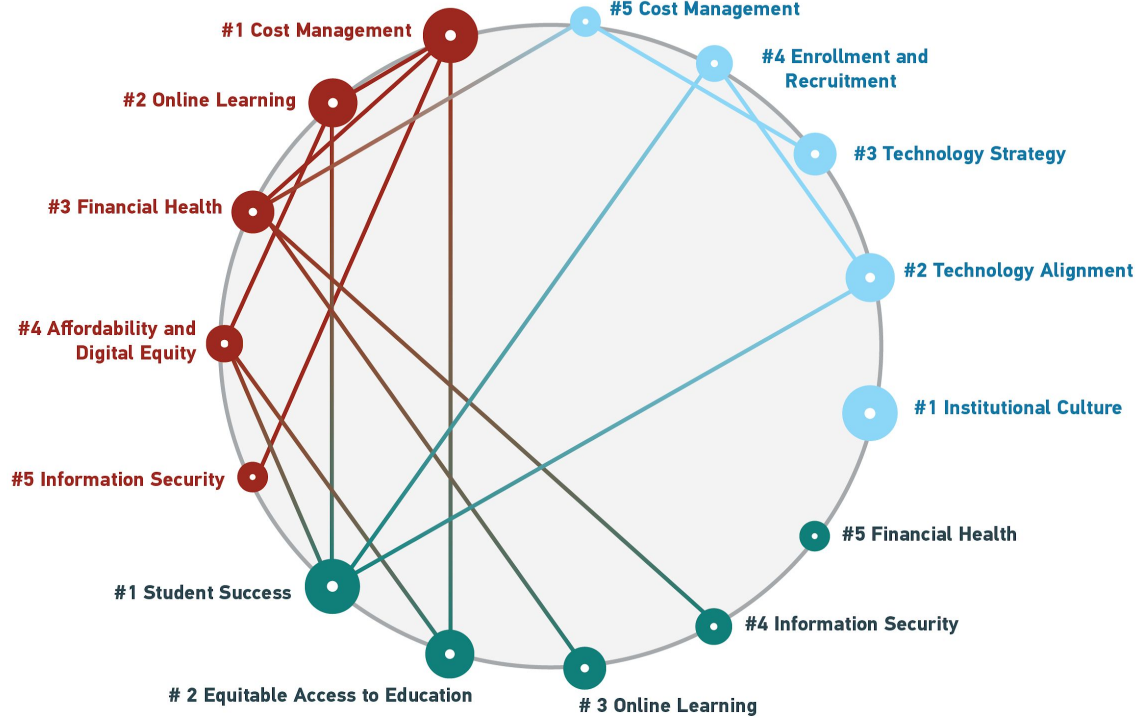 #5 Cost Management
#1 Cost Management
#4 Enrollment and
Recruitment
#2 Online Learning
#3 Technology Strategy
#3 Financial Health
#2 Technology Alignment
#4 Affordability and
Digital Equity
#1 Institutional Culture
#5 Information Security
#5 Financial Health
#1 Student Success
#4 Information Security
# 2 Equitable Access to Education
# 3 Online Learning